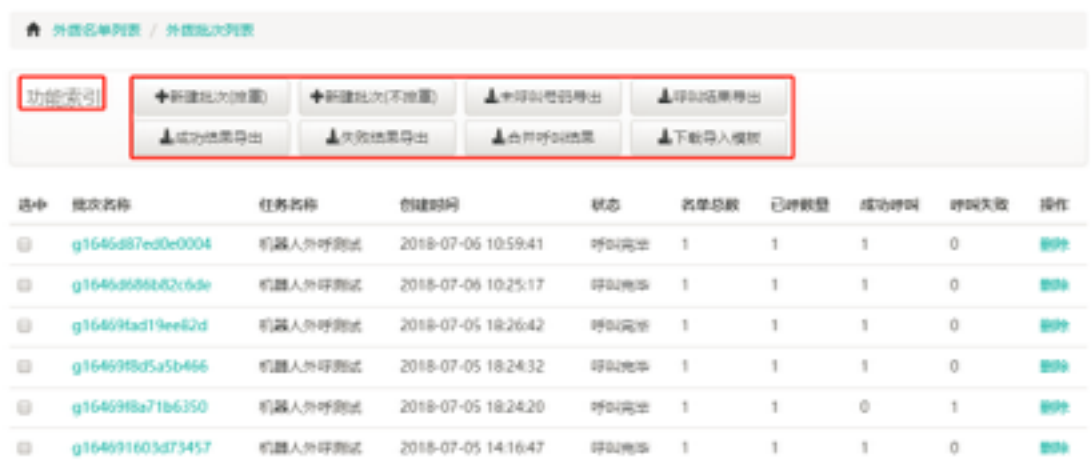 外拨名单列表 / 外拨批次列表
功能索引 新建批次(按重) 新建批次(不按重) 未呼叫号码导出 呼叫结果导出
成功结果导出 失败结果导出 合并呼叫结果 下载导入模板
选中 批次名称 任务名称 创建时间 状态 名单总数 已呼数量 成功呼叫 呼叫失败 操作
g1646d87ed0e0004 机器人外呼测试 2018-07-06 10:59:41 呼叫完毕 1 1 1 0 删除
g1646d686b82c6de 机器人外呼测试 2018-07-06 10:25:17 呼叫完毕 1 1 1 0 删除
g16469fad19ee82d 机器人外呼测试 2018-07-05 18:26:42 呼叫完毕 1 1 1 0 删除
g16469f8d5a5b466 机器人外呼测试 2018-07-05 18:24:32 呼叫完毕 1 1 1 0 删除
g16469f8a71b6350 机器人外呼测试 2018-07-05 18:24:20 呼叫完毕 1 1 0 1 删除
g164691603d73457 机器人外呼测试 2018-07-05 14:16:47 呼叫完毕 1 1 1 0 删除